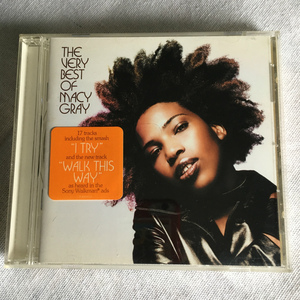 THE
VERY
BEST
OF
MACY
GRAY
17 tracks
including the smash
"I TRY"
and the new track
"WALK THIS
WAY"
as heard in the
Sony Walkman® ads